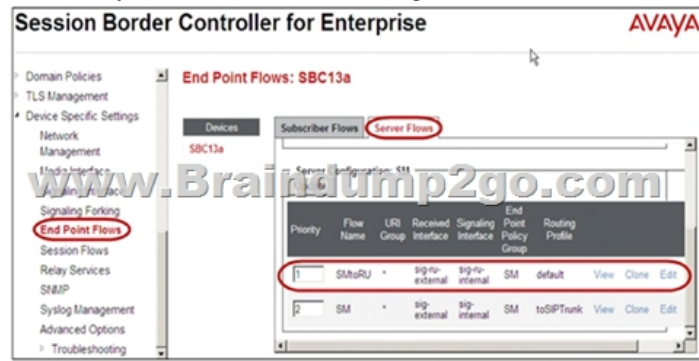 Session Border Controller for Enterprise
AVAYA
Domain Policies
TLS Management
Device Specific Settings
Network
Management
Media Interface
Signaling Interface
Signaling Forking
End Point Flows
Session Flows
Relay Services
SNMP
Syslog Management
Advanced Options
Troubleshooting
End Point Flows: SBC13a
Devices
SBC13a
Subscriber Flows
Server Flows
Server Configuration: SM
www.Braindump2go.com
Priority Flow Name URI Group Received Interface Signaling Interface End Point Policy Group Routing Profile
1 SMtoRU * sig-ru-external sig-ru-internal SM default View Clone Edit
2 SM * sig-external sig-internal SM toSIPTrunk View Clone Edit